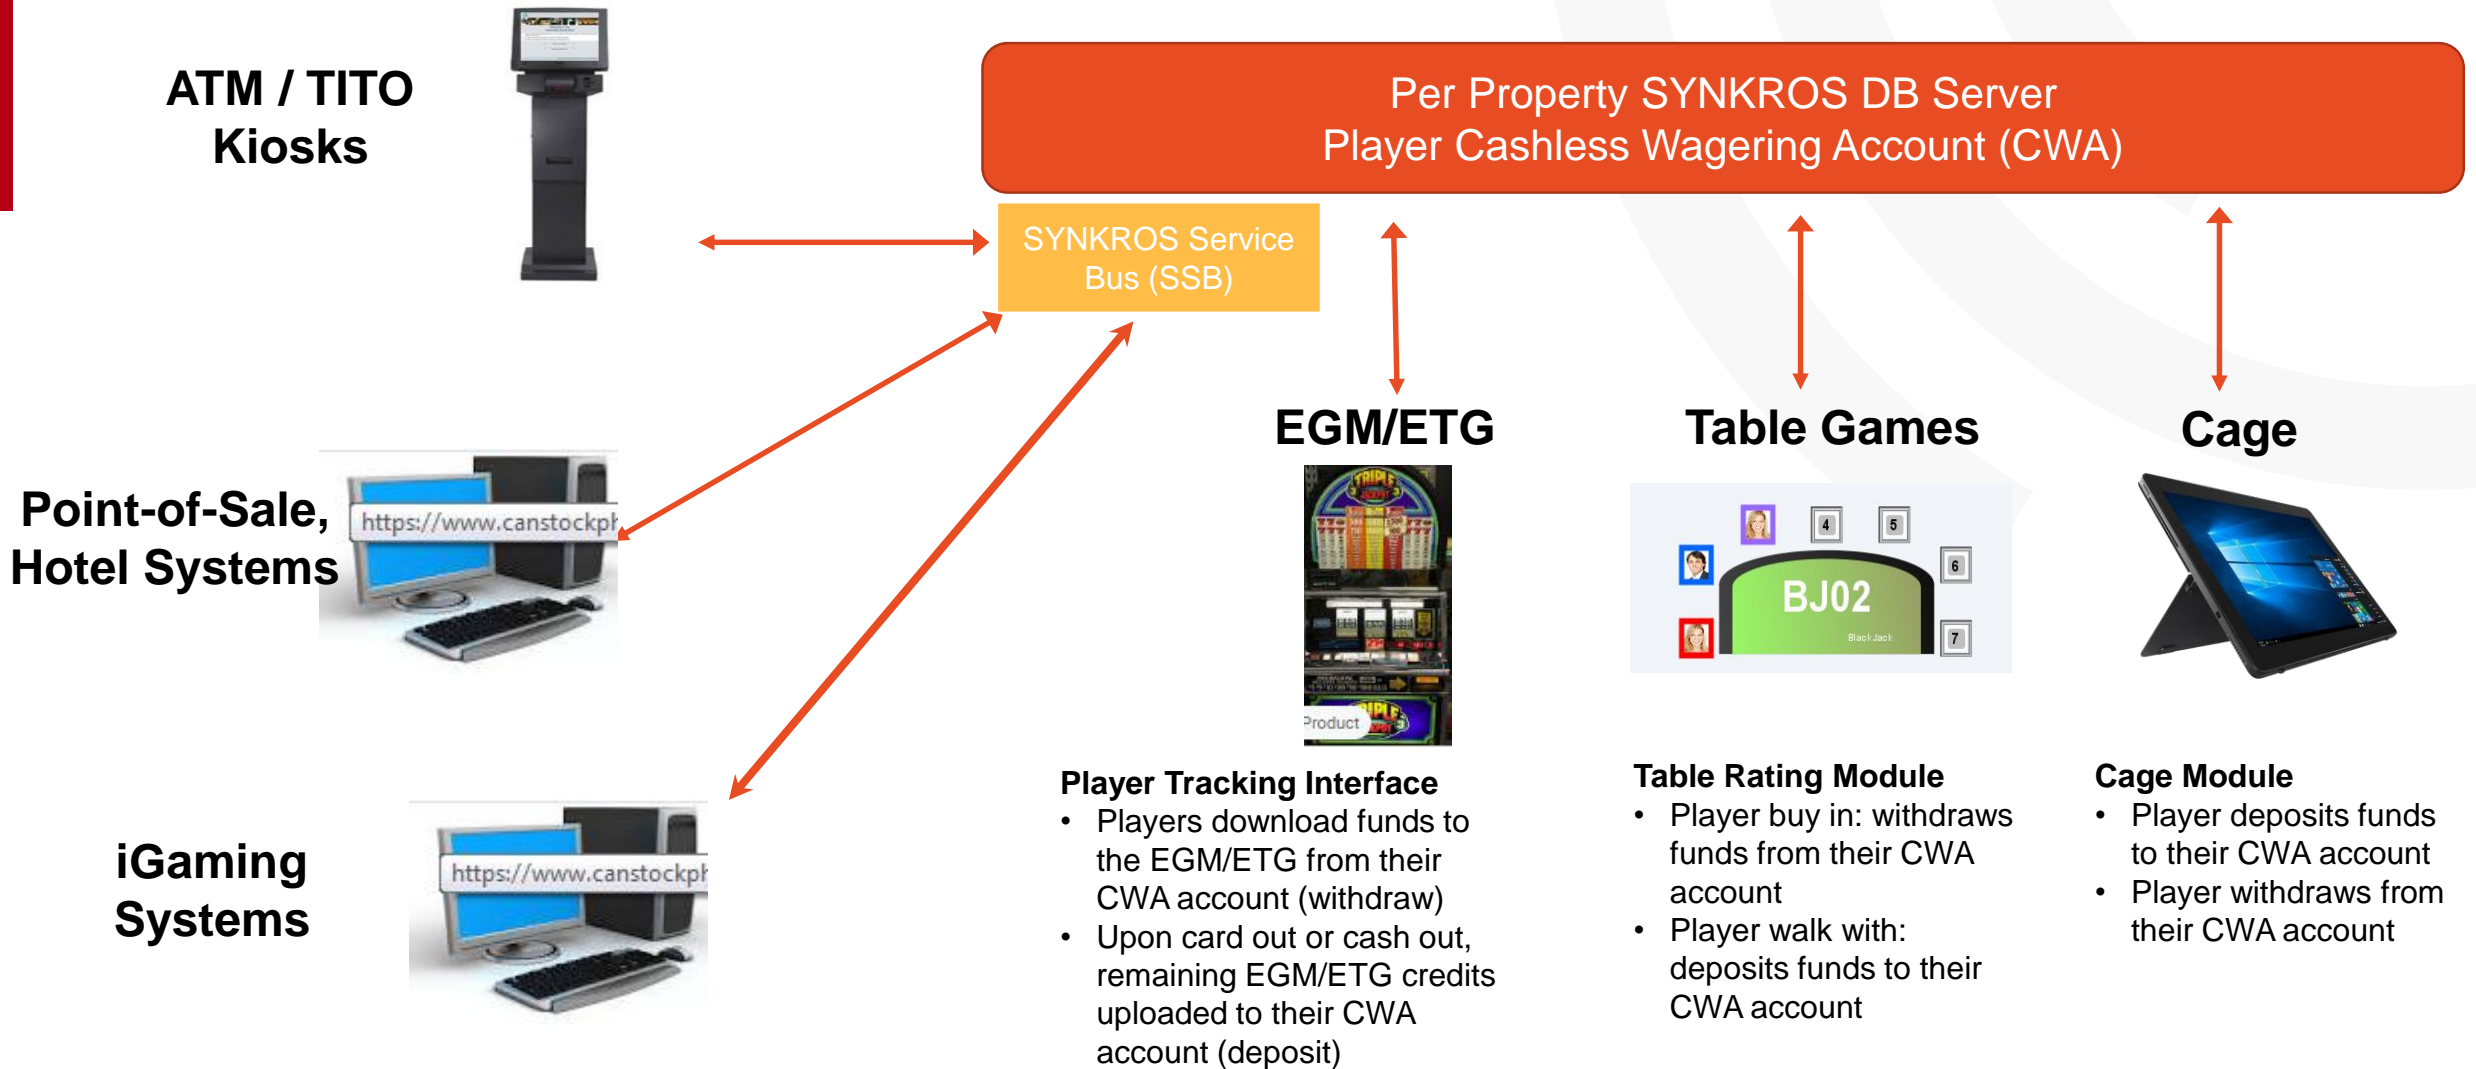 ATM / TITO
Kiosks
Per Property SYNKROS DB Server
Player Cashless Wagering Account (CWA)
SYNKROS Service
Bus (SSB)
Point-of-Sale,
Hotel Systems
https://www.canstockph
iGaming
Systems
https://www.canstockph
EGM/ETG
TRIPLE
JACKPOT
Product
Player Tracking Interface
• Players download funds to
the EGM/ETG from their
CWA account (withdraw)
• Upon card out or cash out,
remaining EGM/ETG credits
uploaded to their CWA
account (deposit)
Table Games
4
5
6
7
BJ02
BlackJack
Table Rating Module
• Player buy in: withdraws
funds from their CWA
account
• Player walk with:
deposits funds to their
CWA account
Cage
Cage Module
• Player deposits funds
to their CWA account
• Player withdraws from
their CWA account